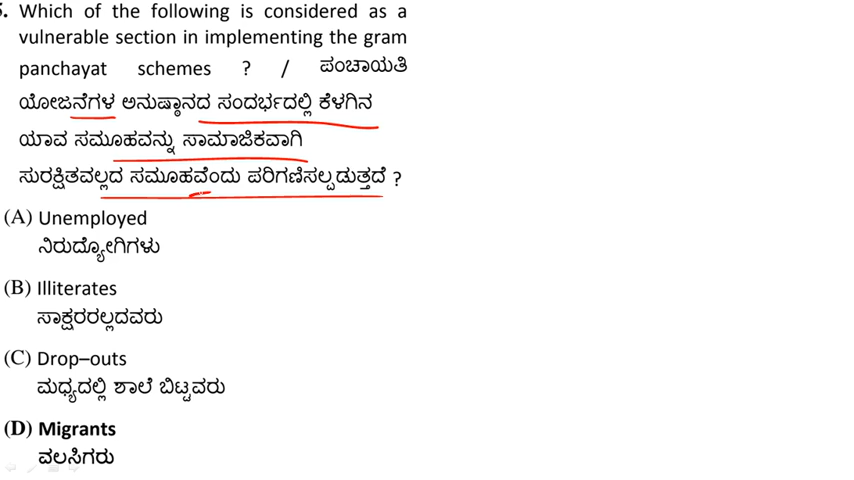 5. Which of the following is considered as a
vulnerable section in implementing the gram
panchayat schemes ? / ಪಂಚಾಯತಿ
ಯೋಜನೆಗಳ ಅನುಷ್ಠಾನದ ಸಂದರ್ಭದಲ್ಲಿ ಕೆಳಗಿನ
ಯಾವ ಸಮೂಹವನ್ನು ಸಾಮಾಜಿಕವಾಗಿ
ಸುರಕ್ಷಿತವಲ್ಲದ ಸಮೂಹವೆಂದು ಪರಿಗಣಿಸಲ್ಪಡುತ್ತದೆ ?
(A) Unemployed
ನಿರುದ್ಯೋಗಿಗಳು
(B) Illiterates
ಸಾಕ್ಷರರಲ್ಲದವರು
(C) Drop–outs
ಮಧ್ಯದಲ್ಲಿ ಶಾಲೆ ಬಿಟ್ಟವರು
(D) Migrants
ವಲಸಿಗರು